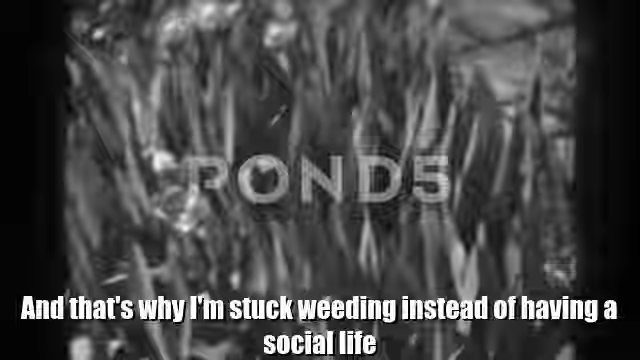 POND5
And that's why I'm stuck weeding instead of having a
social life